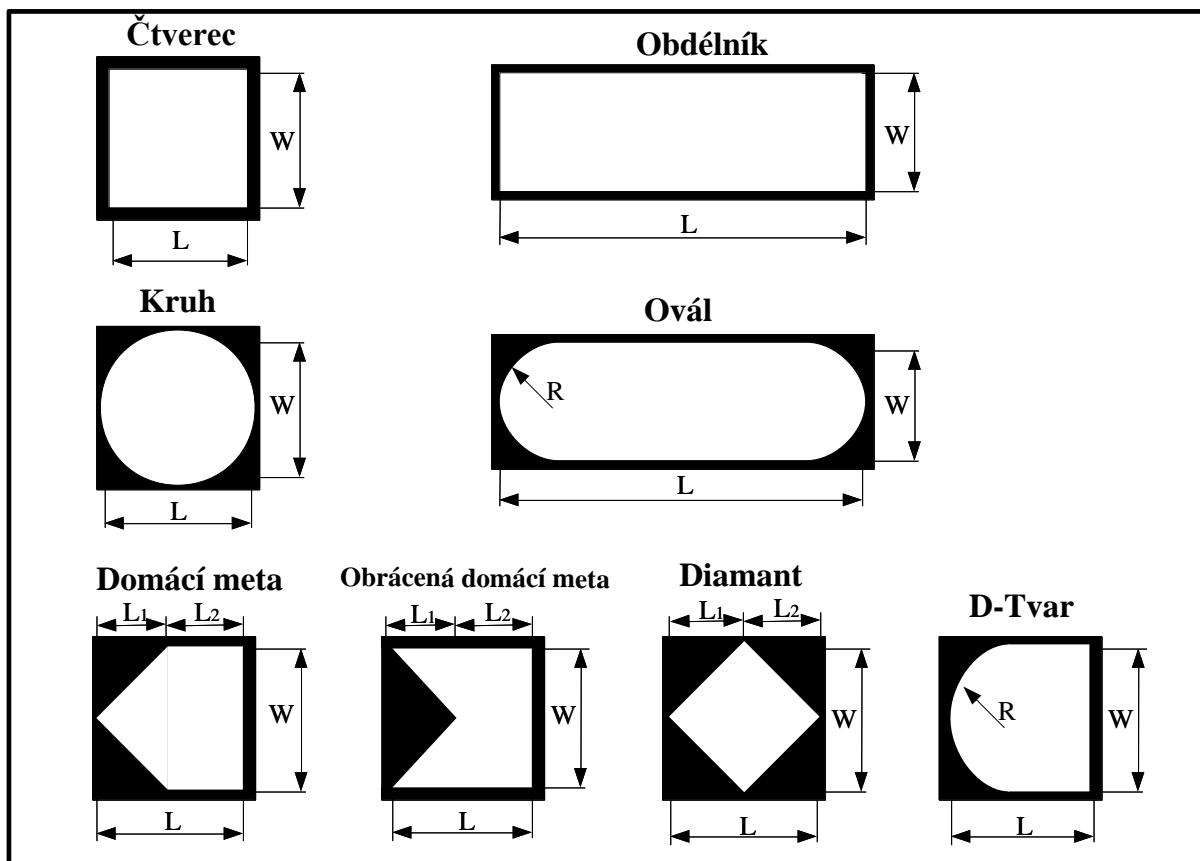 Čtverec
Obdélník
W
W
L
L
Kruh
Ovál
R
W
W
L
L
Domácí meta
Obrácená domácí meta
Diamant
D-Tvar
L1 L2
L1 L2
L1 L2
W
W
W
R
W
L
L
L
L